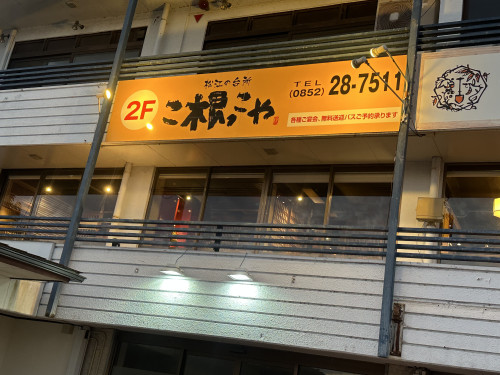 松江の台所
2F
こ根っこや
TEL
(0852) 28-7511
各種ご宴会、無料送迎バスご予約承ります